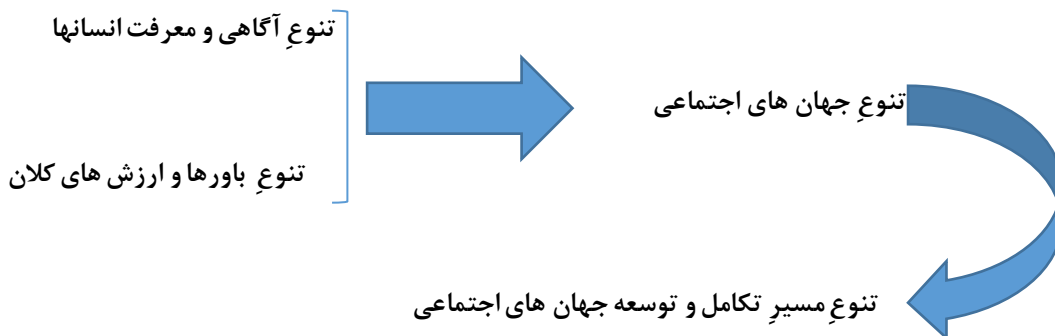 تنوعِ آگاهی و معرفت انسانها
تنوعِ جهان های اجتماعی
تنوعِ باورها و ارزش های کلان
تنوعِ مسیرِ تکامل و توسعه جهان های اجتماعی